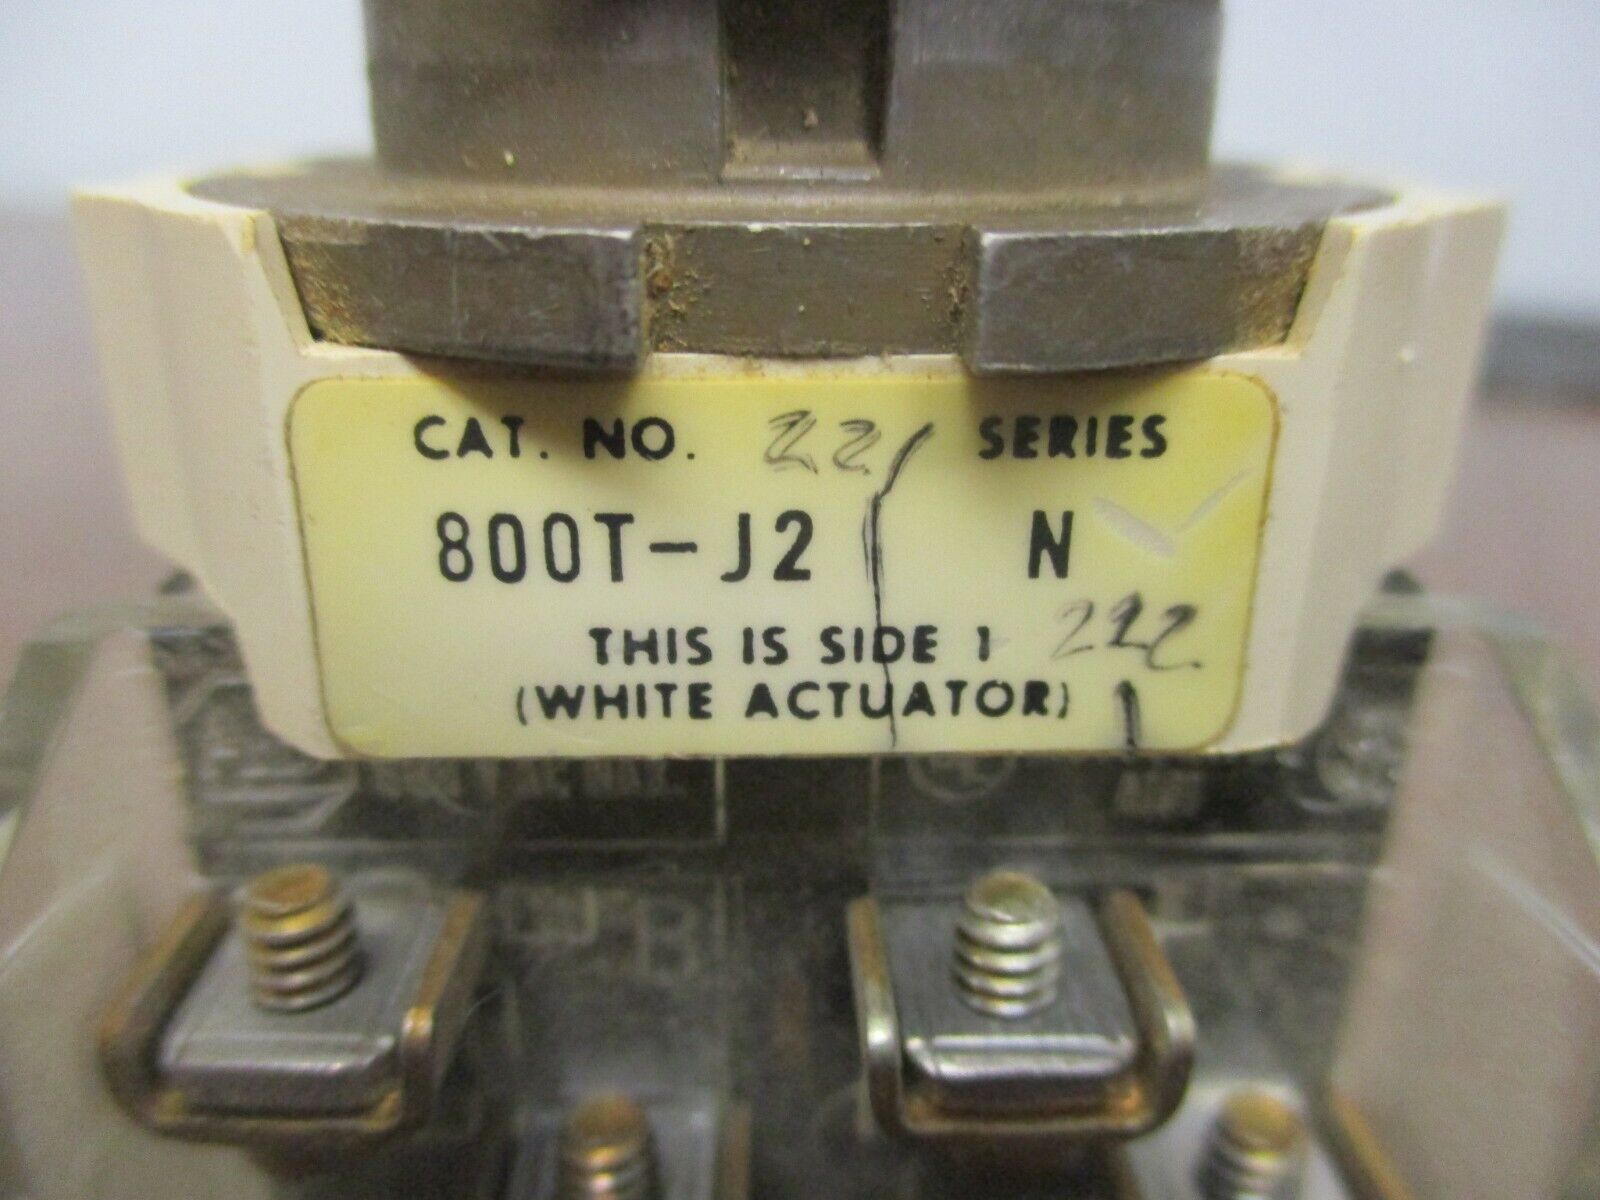 CAT. NO. 22 SERIES
800T-J2 N
THIS IS SIDE 1 222
(WHITE ACTUATOR)